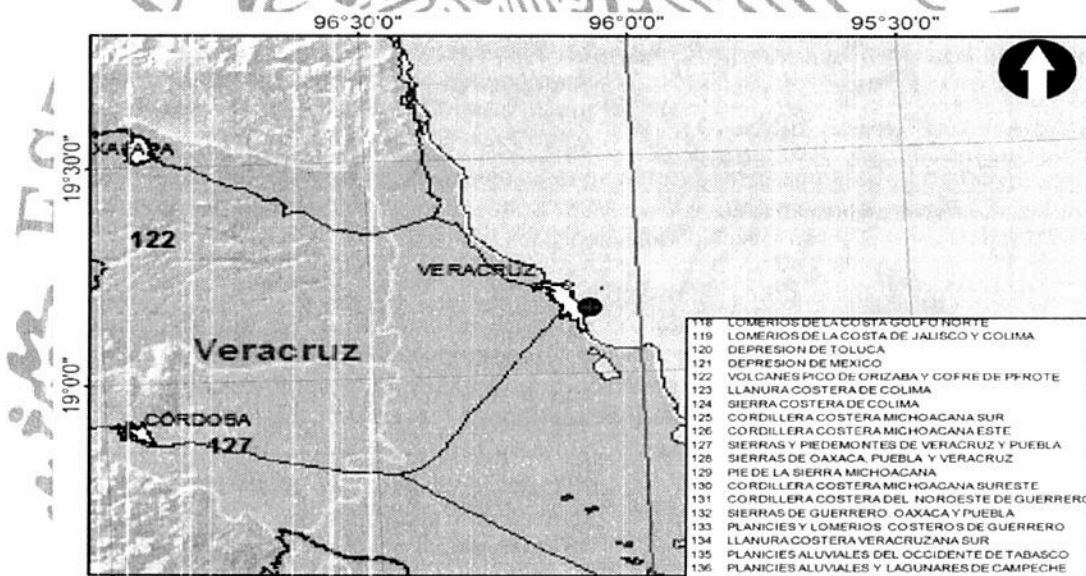 96°30'0"W 96°0'0"W 95°30'0"W
19°30'0"
19°0'0"
XALAPA
122
VERACRUZ
Veracruz
CÓRDOBA
127
118 LOMERIOS DE LA COSTA GOLFO NORTE
119 LOMERIOS DE LA COSTA DE JALISCO Y COLIMA
120 DEPRESION DE TOLUCA
121 DEPRESION DE MEXICO
122 VOLCANES PICO DE ORIZABA Y COFRE DE PEROTE
123 LLANURA COSTERA DE COLIMA
124 SIERRA COSTERA DE COLIMA
125 CORDILLERA COSTERA MICHOACANA SUR
126 CORDILLERA COSTERA MICHOACANA ESTE
127 SIERRAS Y PIEDEMONTES DE VERACRUZ Y PUEBLA
128 SIERRAS DE OAXACA, PUEBLA Y VERACRUZ
129 PIE DE LA SIERRA MICHOACANA
130 CORDILLERA COSTERA MICHOACANA SURESTE
131 CORDILLERA COSTERA DEL NOROESTE DE GUERRERO
132 SIERRAS DE GUERRERO, OAXACA Y PUEBLA
133 PLANICIES Y LOMERIOS COSTEROS DE GUERRERO
134 LLANURA COSTERA VERACRUZANA SUR
135 PLANICIES ALUVIALES DEL OCCIDENTE DE TABASCO
136 PLANICIES ALUVIALES Y LAGUNARES DE CAMPECHE